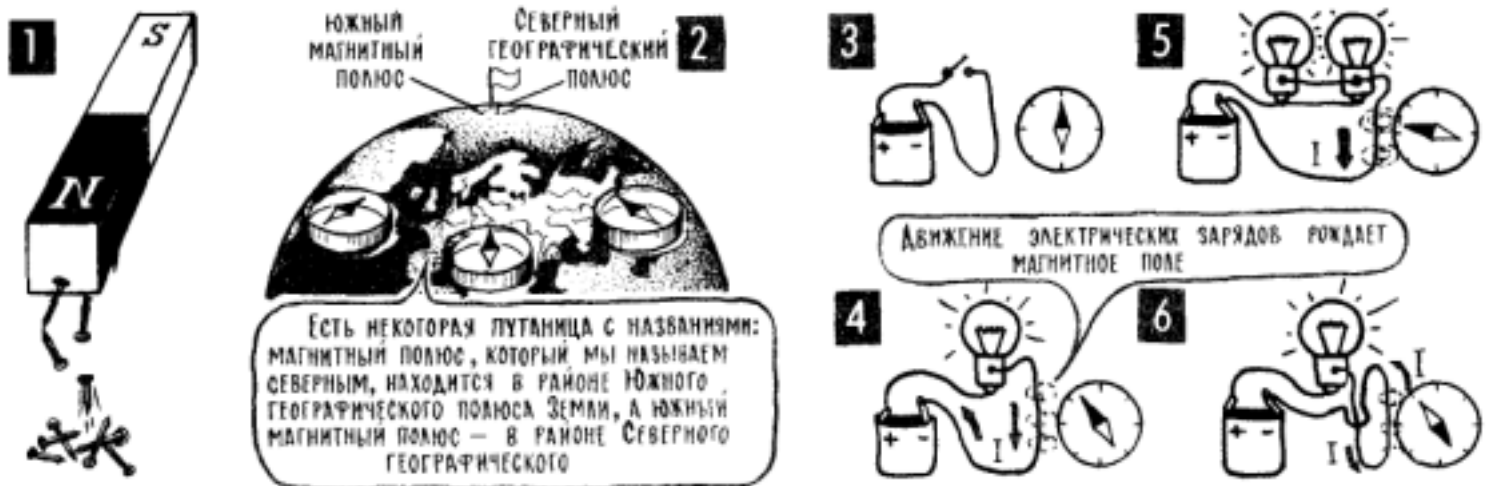 1
S
N
ЮЖНЫЙ
МАГНИТНЫЙ
ПОЛЮС
СЕВЕРНЫЙ
ГЕОГРАФИЧЕСКИЙ
ПОЛЮС
2
ЕСТЬ НЕКОТОРАЯ ПУТАНИЦА С НАЗВАНИЯМИ:
МАГНИТНЫЙ ПОЛЮС, КОТОРЫЙ МЫ НАЗЫВАЕМ
СЕВЕРНЫМ, НАХОДИТСЯ В РАЙОНЕ ЮЖНОГО
ГЕОГРАФИЧЕСКОГО ПОЛЮСА ЗЕМЛИ, А ЮЖНЫЙ
МАГНИТНЫЙ ПОЛЮС — В РАЙОНЕ СЕВЕРНОГО
ГЕОГРАФИЧЕСКОГО
3
+ -
5
+ -
I
ДВИЖЕНИЕ ЭЛЕКТРИЧЕСКИХ ЗАРЯДОВ РОЖДАЕТ
МАГНИТНОЕ ПОЛЕ
4
+ -
I
6
+ -
I
I